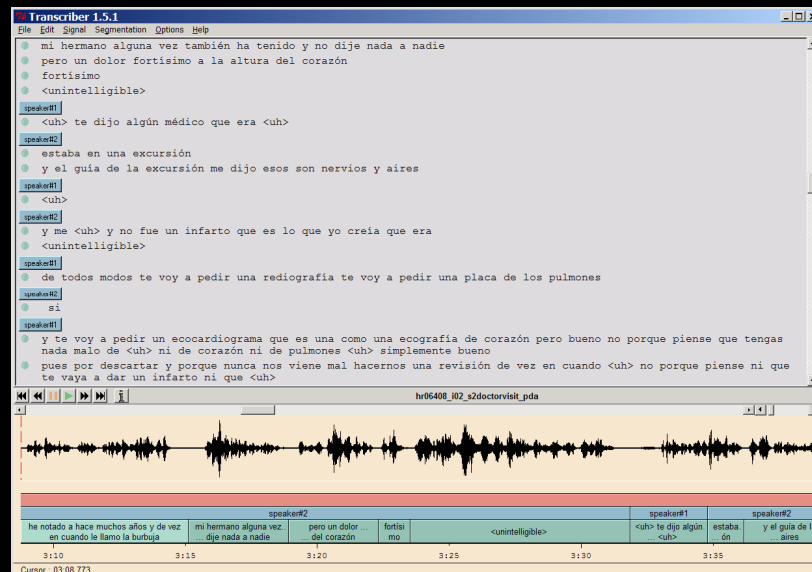 Transcriber 1.5.1
File Edit Signal Segmentation Options Help
mi hermano alguna vez también ha tenido y no dije nada a nadie
pero un dolor fortísimo a la altura del corazón
fortísimo
<unintelligible>
speaker#1
<uh> te dijo algún médico que era <uh>
speaker#2
estaba en una excursión
y el guía de la excursión me dijo esos son nervios y aires
speaker#1
<uh>
speaker#2
y me <uh> y no fue un infarto que es lo que yo creía que era
<unintelligible>
speaker#1
de todos modos te voy a pedir una rediografía te voy a pedir una placa de los pulmones
speaker#2
si
speaker#1
y te voy a pedir un ecocardiograma que es una como una ecografía de corazón pero bueno no porque piense que tengas
nada malo de <uh> ni de corazón ni de pulmones <uh> simplemente bueno
pues por descartar y porque nunca nos viene mal hacernos una revisión de vez en cuando <uh> no porque piense ni que
te vaya a dar un infarto ni que <uh>
hr06408_i02_s2doctorvisit_pda
speaker#2 speaker#1 speaker#2
he notado a hace muchos años y de vez mi hermano alguna vez.. pero un dolor ... fortísi <unintelligible> <uh> te dijo algún. estaba. y el guía de l
en cuando le llamo la burbuja ... dije nada a nadie ... del corazón mo ... <uh> ... ón ... aires
3:10 3:15 3:20 3:25 3:30 3:35
Cursor : 03:08.773